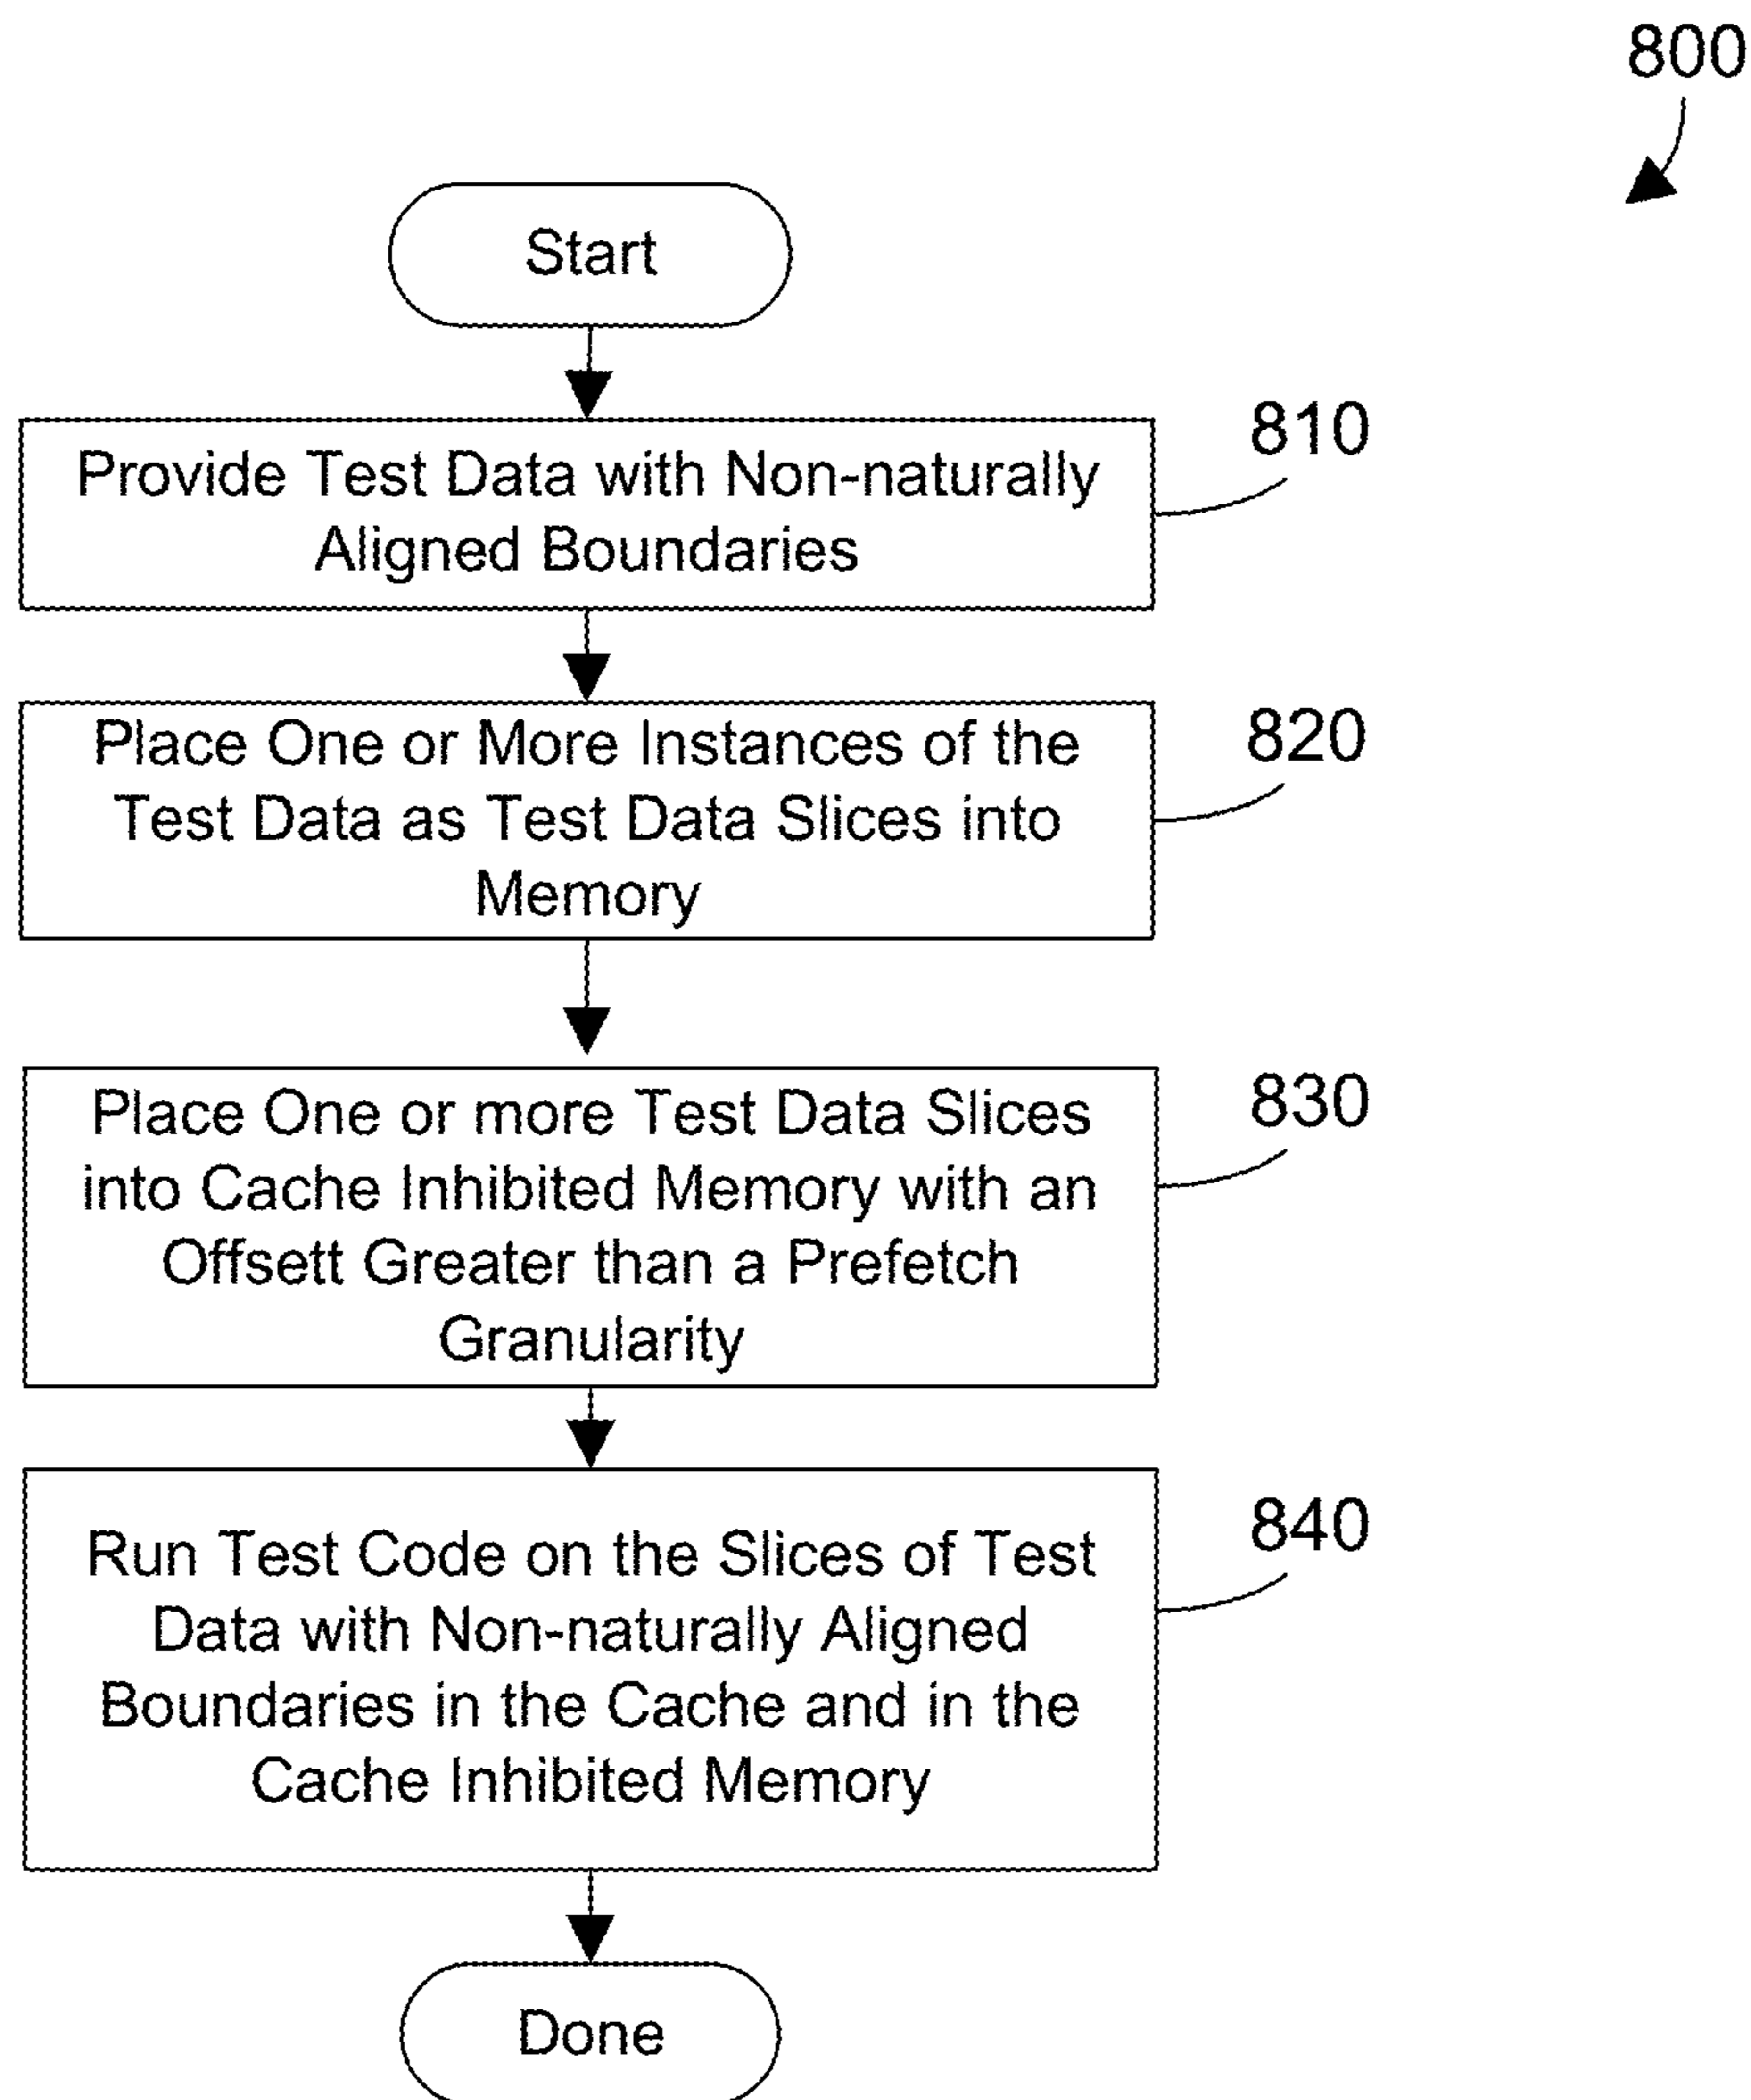 800
Start
810
Provide Test Data with Non-naturally
Aligned Boundaries
820
Place One or More Instances of the
Test Data as Test Data Slices into
Memory
830
Place One or more Test Data Slices
into Cache Inhibited Memory with an
Offsett Greater than a Prefetch
Granularity
840
Run Test Code on the Slices of Test
Data with Non-naturally Aligned
Boundaries in the Cache and in the
Cache Inhibited Memory
Done